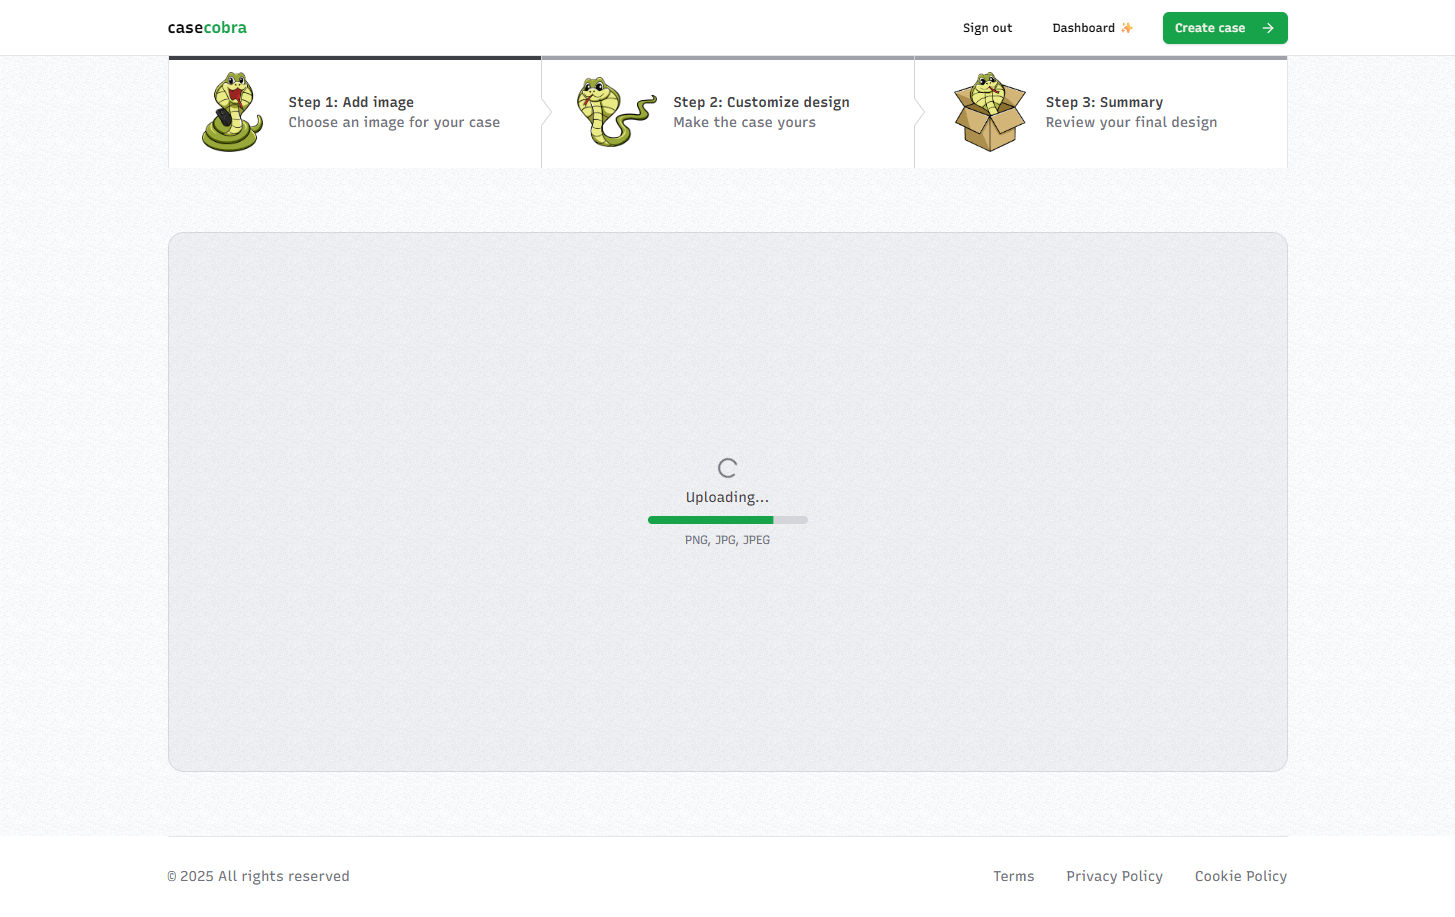 casecobra
Sign out
Dashboard ✨
Create case →
Step 1: Add image
Choose an image for your case
Step 2: Customize design
Make the case yours
Step 3: Summary
Review your final design
Uploading...
PNG, JPG, JPEG
© 2025 All rights reserved
Terms
Privacy Policy
Cookie Policy